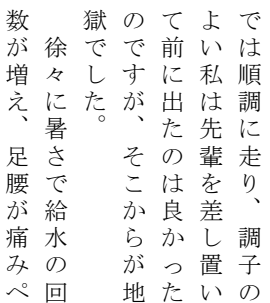 では順調に走り、調子の
よい私は先輩を差し置い
て前に出たのは良かった
のですが、そこからが地
獄でした。
　徐々に暑さで給水の回
数が増え、足腰が痛みペ